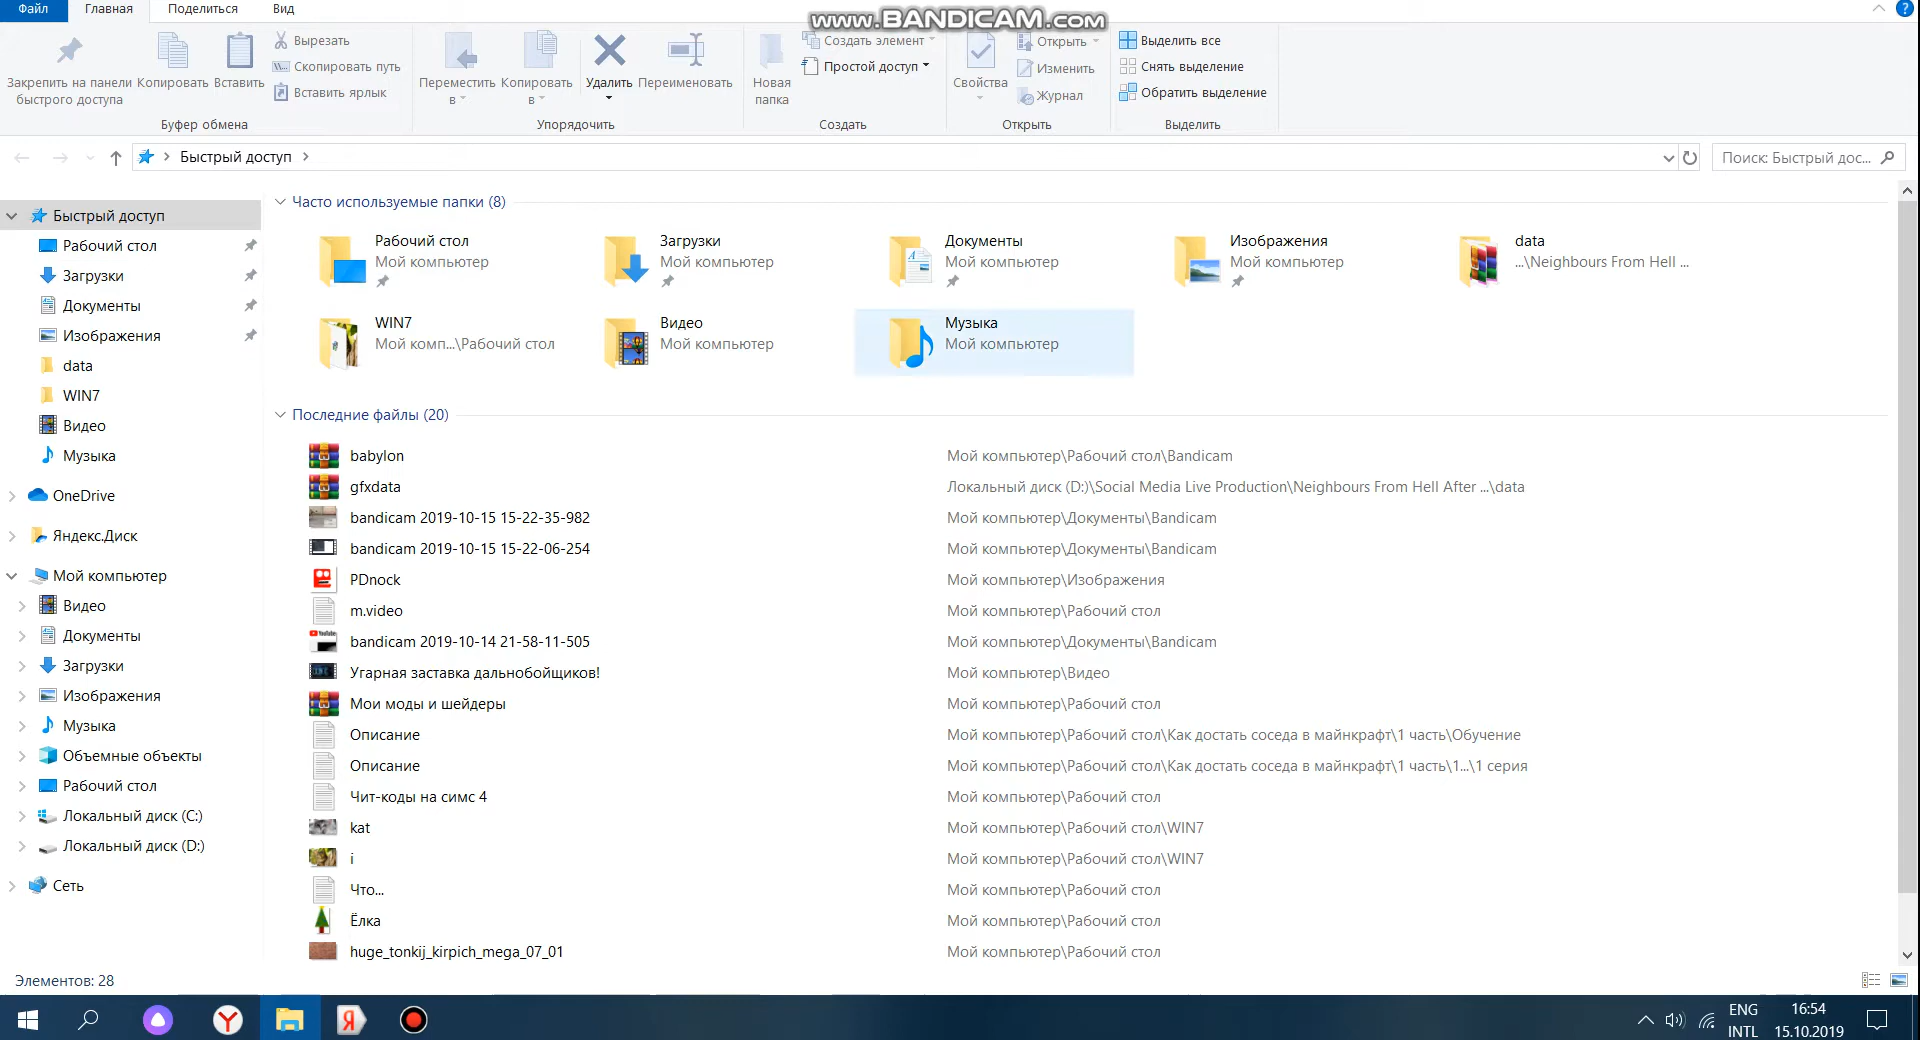 Файл Главная Поделиться Вид
www.BANDICAM.com
Закрепить на панели быстрого доступа
Копировать
Вставить
Вырезать
Скопировать путь
Вставить ярлык
Буфер обмена
Переместить в
Копировать в
Удалить
Переименовать
Упорядочить
Новая папка
Создать элемент
Простой доступ
Создать
Свойства
Открыть
Изменить
Журнал
Открыть
Выделить все
Снять выделение
Обратить выделение
Выделить
Быстрый доступ
Поиск: Быстрый дос...
Быстрый доступ
Рабочий стол
Загрузки
Документы
Изображения
data
WIN7
Видео
Музыка
OneDrive
Яндекс.Диск
Мой компьютер
Видео
Документы
Загрузки
Изображения
Музыка
Объемные объекты
Рабочий стол
Локальный диск (C:)
Локальный диск (D:)
Сеть
Часто используемые папки (8)
Рабочий стол
Мой компьютер
Загрузки
Мой компьютер
Документы
Мой компьютер
Изображения
Мой компьютер
data
...\Neighbours From Hell ...
WIN7
Мой комп...\Рабочий стол
Видео
Мой компьютер
Музыка
Мой компьютер
Последние файлы (20)
babylon Мой компьютер\Рабочий стол\Bandicam
gfxdata Локальный диск (D:)\Social Media Live Production\Neighbours From Hell After ...\data
bandicam 2019-10-15 15-22-35-982 Мой компьютер\Документы\Bandicam
bandicam 2019-10-15 15-22-06-254 Мой компьютер\Документы\Bandicam
PDnock Мой компьютер\Изображения
m.video Мой компьютер\Рабочий стол
bandicam 2019-10-14 21-58-11-505 Мой компьютер\Документы\Bandicam
Угарная заставка дальнобойщиков! Мой компьютер\Видео
Мои моды и шейдеры Мой компьютер\Рабочий стол
Описание Мой компьютер\Рабочий стол\Как достать соседа в майнкрафт\1 часть\Обучение
Описание Мой компьютер\Рабочий стол\Как достать соседа в майнкрафт\1 часть\1...\1 серия
Чит-коды на симс 4 Мой компьютер\Рабочий стол
kat Мой компьютер\Рабочий стол\WIN7
i Мой компьютер\Рабочий стол\WIN7
Что... Мой компьютер\Рабочий стол
Ёлка Мой компьютер\Рабочий стол
huge_tonkij_kirpich_mega_07_01 Мой компьютер\Рабочий стол
Элементов: 28
ENG 16:54
INTL 15.10.2019